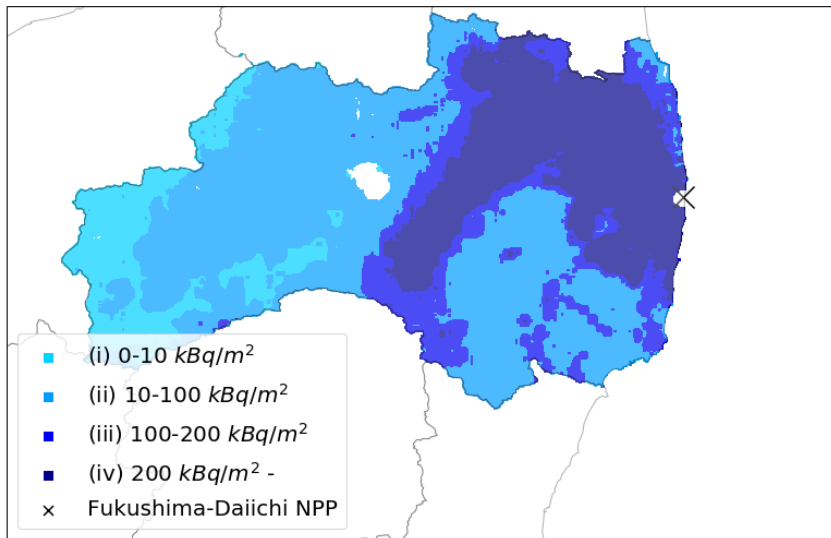 (i) 0-10 kBq/m²
(ii) 10-100 kBq/m²
(iii) 100-200 kBq/m²
(iv) 200 kBq/m² -
Fukushima-Daiichi NPP